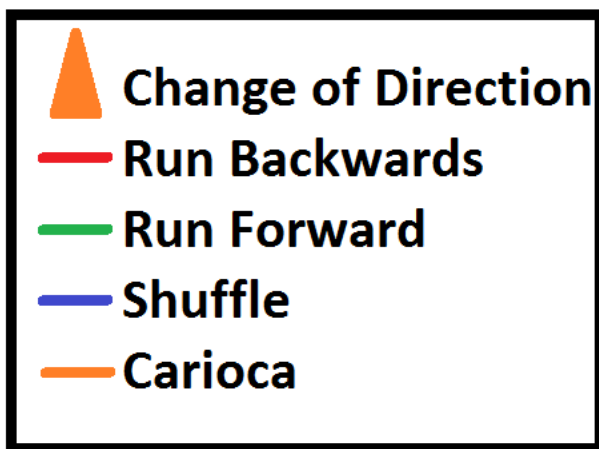 Change of Direction
Run Backwards
Run Forward
Shuffle
Carioca